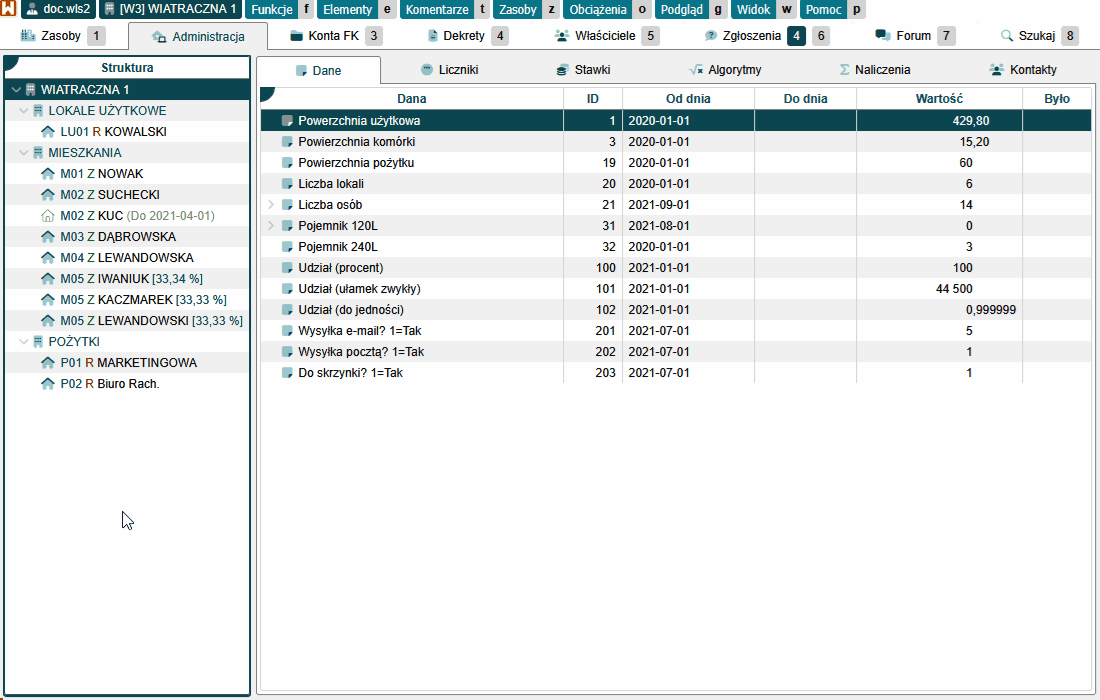 doc.wls2 [W3] WIATRACZNA 1 Funkcje f Elementy e Komentarze t Zasoby z Obciążenia o Podgląd g Widok w Pomoc p
Zasoby 1 Administracja Konta FK 3 Dekrety 4 Właściciele 5 Zgłoszenia 4 6 Forum 7 Szukaj 8
Struktura
WIATRACZNA 1
LOKALE UŻYTKOWE
LU01 R KOWALSKI
MIESZKANIA
M01 Z NOWAK
M02 Z SUCHECKI
M02 Z KUC (Do 2021-04-01)
M03 Z DĄBROWSKA
M04 Z LEWANDOWSKA
M05 Z IWANIUK [33,34 %]
M05 Z KACZMAREK [33,33 %]
M05 Z LEWANDOWSKI [33,33 %]
POŻYTKI
P01 R MARKETINGOWA
P02 R Biuro Rach.
Dane Liczniki Stawki Algorytmy Naliczenia Kontakty
Dana ID Od dnia Do dnia Wartość Było
Powerzchnia użytkowa 1 2020-01-01 429,80
Powierzchnia komórki 3 2020-01-01 15,20
Powierzchnia pożytku 19 2020-01-01 60
Liczba lokali 20 2020-01-01 6
Liczba osób 21 2021-09-01 14
Pojemnik 120L 31 2021-08-01 0
Pojemnik 240L 32 2020-01-01 3
Udział (procent) 100 2021-01-01 100
Udział (ułamek zwykły) 101 2021-01-01 44 500
Udział (do jedności) 102 2021-01-01 0,999999
Wysyłka e-mail? 1=Tak 201 2021-07-01 5
Wysyłka pocztą? 1=Tak 202 2021-07-01 1
Do skrzynki? 1=Tak 203 2021-07-01 1